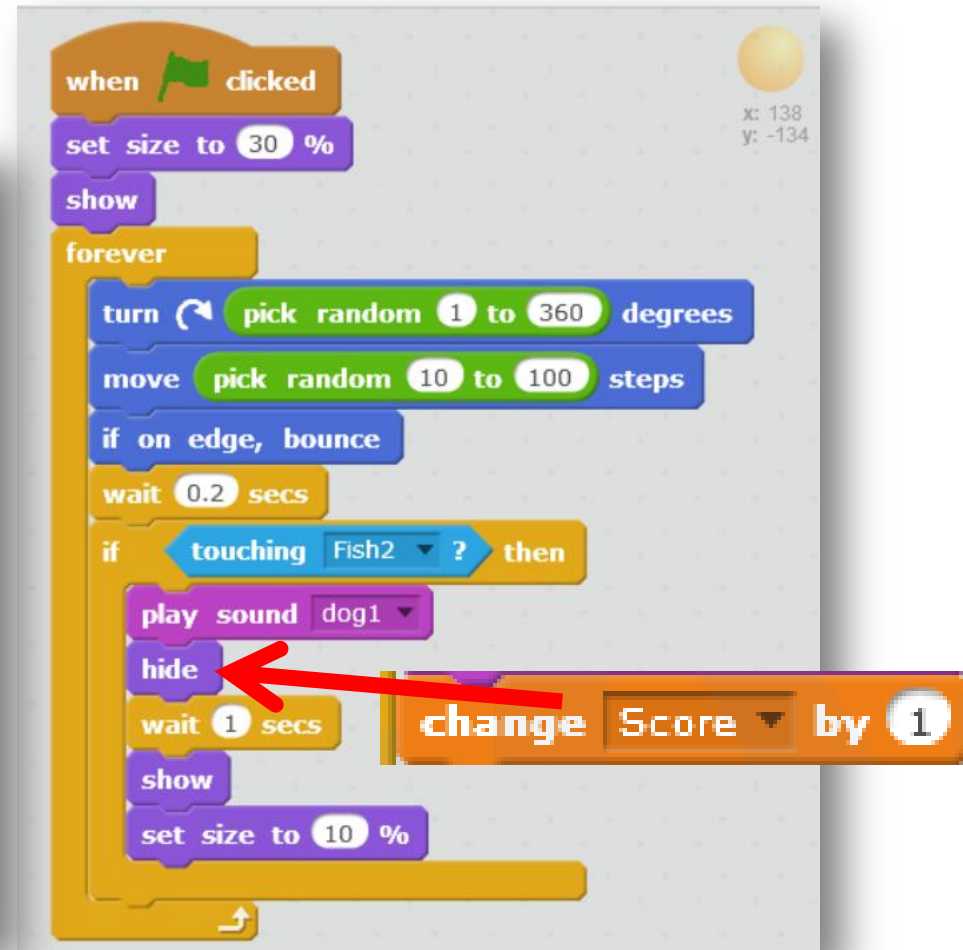 when clicked
x: 138
y: -134
set size to 30 %
show
forever
turn pick random 1 to 360 degrees
move pick random 10 to 100 steps
if on edge, bounce
wait 0.2 secs
if touching Fish2 ? then
play sound dog1
hide
change Score by 1
wait 1 secs
show
set size to 10 %